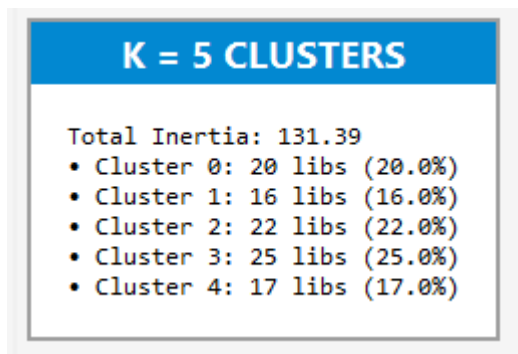 K = 5 CLUSTERS
Total Inertia: 131.39
• Cluster 0: 20 libs (20.0%)
• Cluster 1: 16 libs (16.0%)
• Cluster 2: 22 libs (22.0%)
• Cluster 3: 25 libs (25.0%)
• Cluster 4: 17 libs (17.0%)